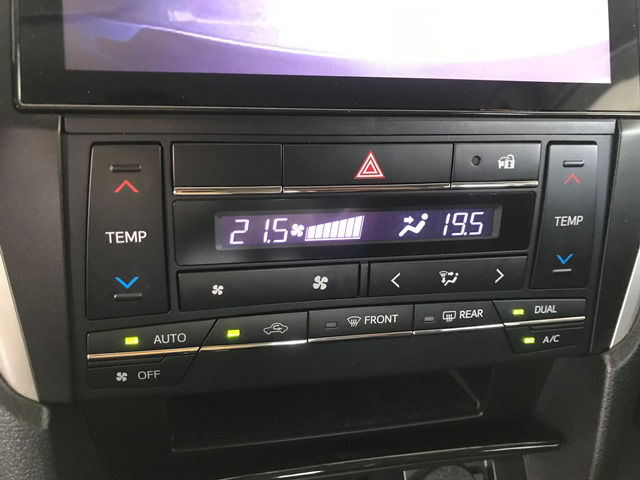 TEMP
21.5
19.5
TEMP
AUTO
FRONT
REAR
DUAL
A/C
OFF